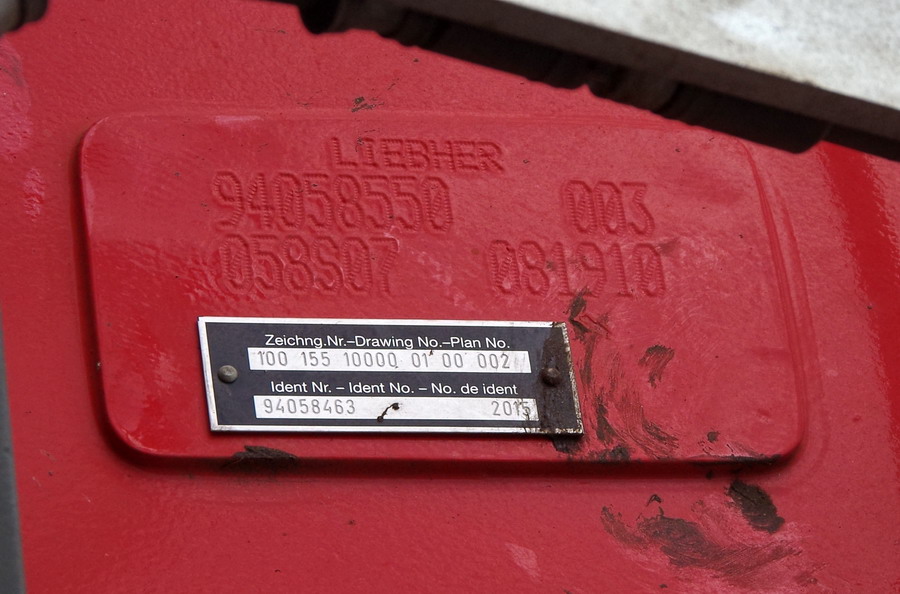 LIEBHER
94058550 003
058S07 081910
Zeichng.Nr.–Drawing No.–Plan No.
100 155 10000 01 00 002
Ident Nr. – Ident No. – No. de ident
94058463 2015